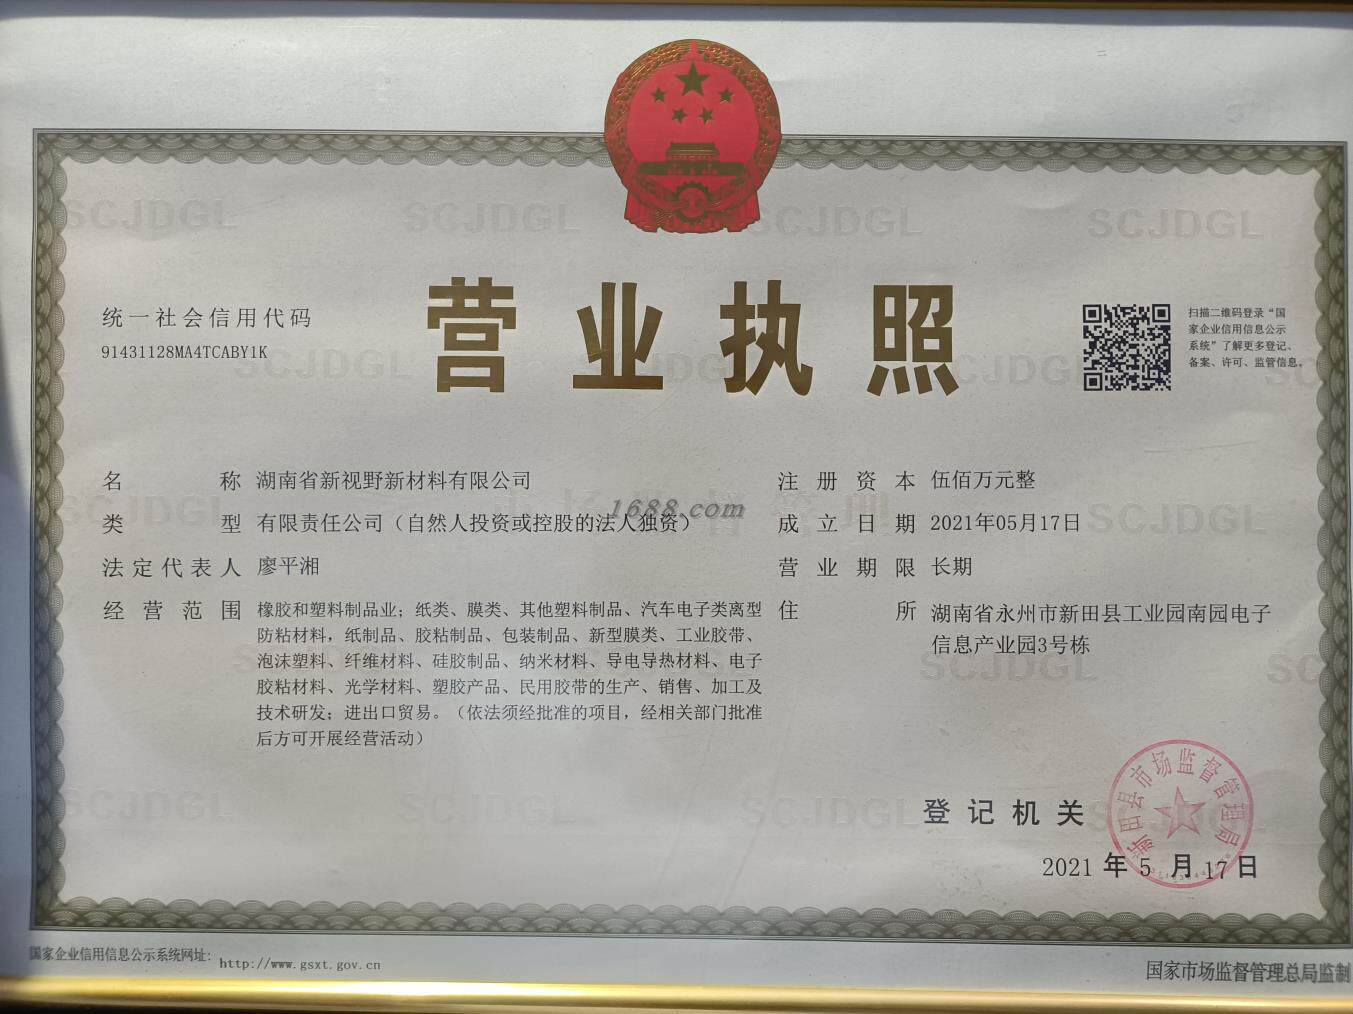 营业执照
统一社会信用代码
91431128MA4TCABY1K
扫描二维码登录“国
家企业信用信息公示
系统”了解更多登记、
备案、许可、监管信息。
名称 湖南省新视野新材料有限公司
类型 有限责任公司（自然人投资或控股的法人独资）
法定代表人 廖平湘
经营范围 橡胶和塑料制品业；纸类、膜类、其他塑料制品、汽车电子类离型
防粘材料，纸制品、胶粘制品、包装制品、新型膜类、工业胶带、
泡沫塑料、纤维材料、硅胶制品、纳米材料、导电导热材料、电子
胶粘材料、光学材料、塑胶产品、民用胶带的生产、销售、加工及
技术研发；进出口贸易。（依法须经批准的项目，经相关部门批准
后方可开展经营活动）
注册资本 伍佰万元整
成立日期 2021年05月17日
营业期限 长期
住所 湖南省永州市新田县工业园南园电子
信息产业园3号栋
1688.com
登记机关
新田县市场监督管理局
2021年5月17日
国家企业信用信息公示系统网址：http://www.gsxt.gov.cn
国家市场监督管理总局监制